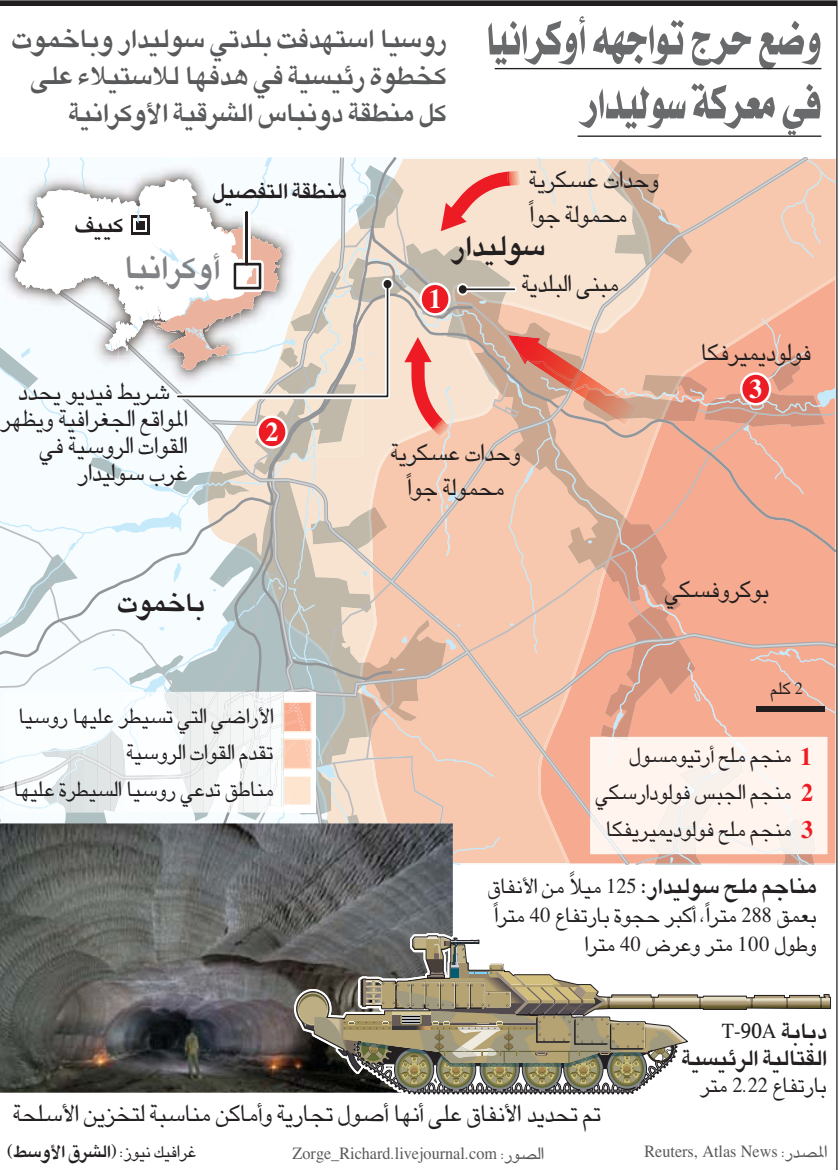 وضع حرج تواجهه أوكرانيا
في معركة سوليدار
روسيا استهدفت بلدتي سوليدار وباخموت
كخطوة رئيسية في هدفها للاستيلاء على
كل منطقة دونباس الشرقية الأوكرانية
منطقة التفصيل
كييف
أوكرانيا
وحدات عسكرية
محمولة جواً
سوليدار
مبنى البلدية
1
فولوديميرفكا
3
شريط فيديو يحدد
المواقع الجغرافية ويظهر
القوات الروسية في
غرب سوليدار
2
وحدات عسكرية
محمولة جواً
باخموت
بوكروفسكي
2 كلم
الأراضي التي تسيطر عليها روسيا
تقدم القوات الروسية
مناطق تدعي روسيا السيطرة عليها
1 منجم ملح أرتيومسول
2 منجم الجبس فولودارسكي
3 منجم ملح فولوديميريفكا
مناجم ملح سوليدار: 125 ميلاً من الأنفاق
بعمق 288 متراً، أكبر حجوة بارتفاع 40 متراً
وطول 100 متر وعرض 40 مترا
دبابة T-90A
القتالية الرئيسية
بارتفاع 2.22 متر
تم تحديد الأنفاق على أنها أصول تجارية وأماكن مناسبة لتخزين الأسلحة
المصدر: Reuters, Atlas News
الصور: Zorge_Richard.livejournal.com
غرافيك نيوز: (الشرق الأوسط)